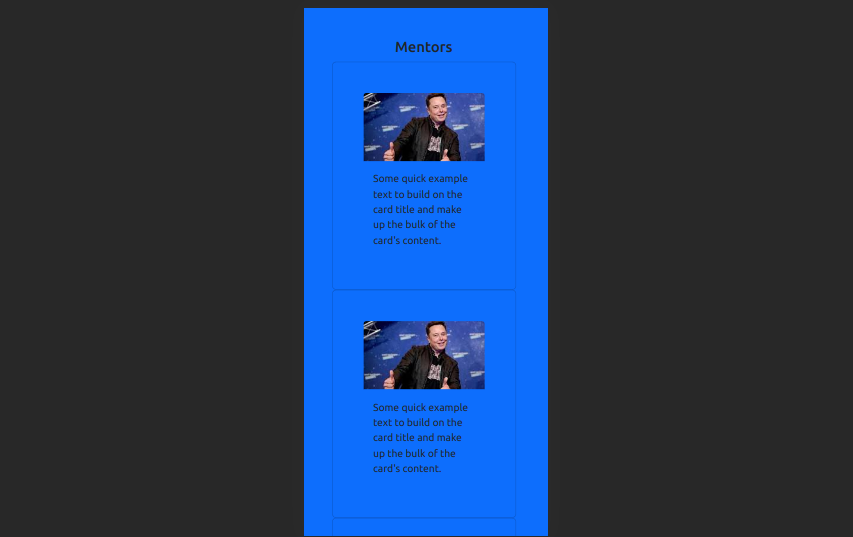 Mentors
Some quick example
text to build on the
card title and make
up the bulk of the
card's content.
Some quick example
text to build on the
card title and make
up the bulk of the
card's content.